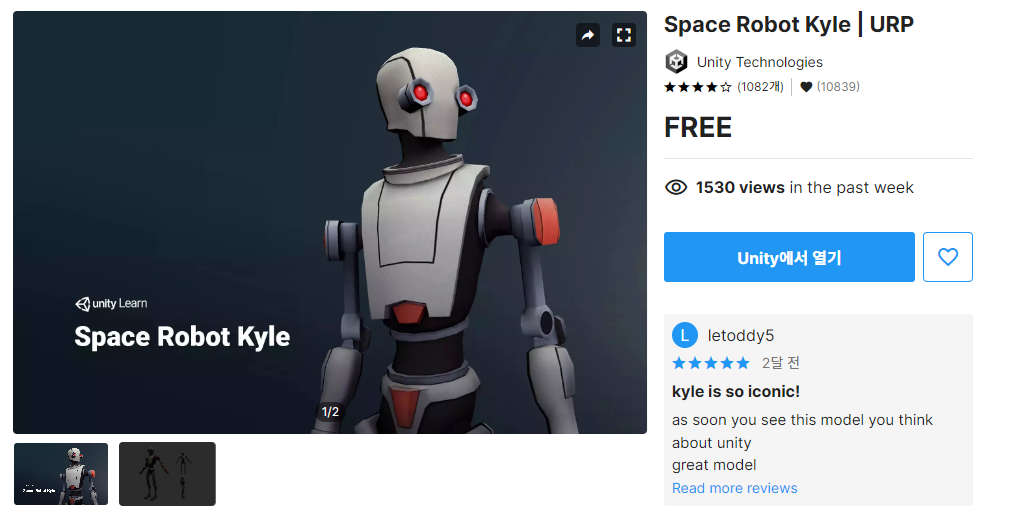 Space Robot Kyle | URP
Unity Technologies
(1082개) (10839)
FREE
1530 views in the past week
Unity에서 열기
unity Learn
Space Robot Kyle
1/2
L letoddy5
2달 전
kyle is so iconic!
as soon you see this model you think
about unity
great model
Read more reviews